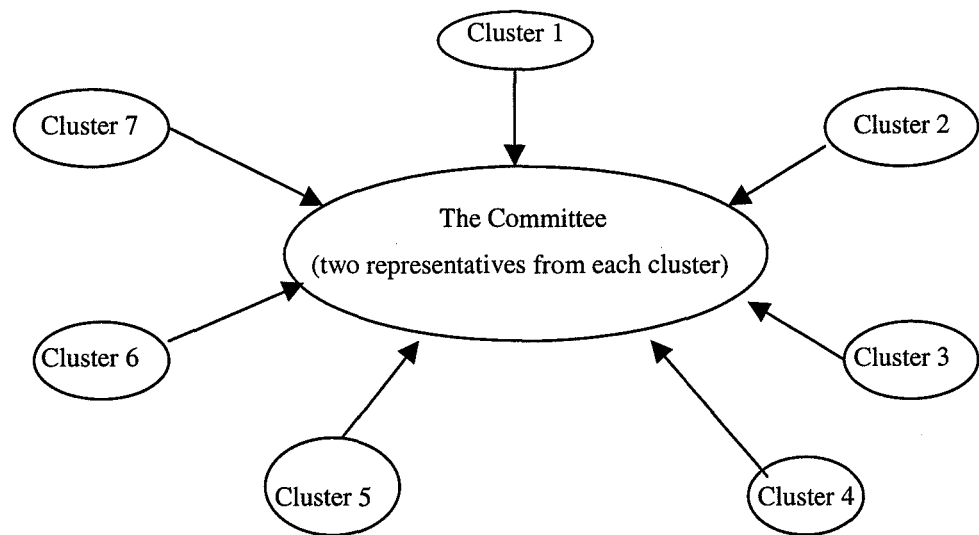 Cluster 1
Cluster 7
Cluster 2
The Committee
(two representatives from each cluster)
Cluster 6
Cluster 3
Cluster 5
Cluster 4